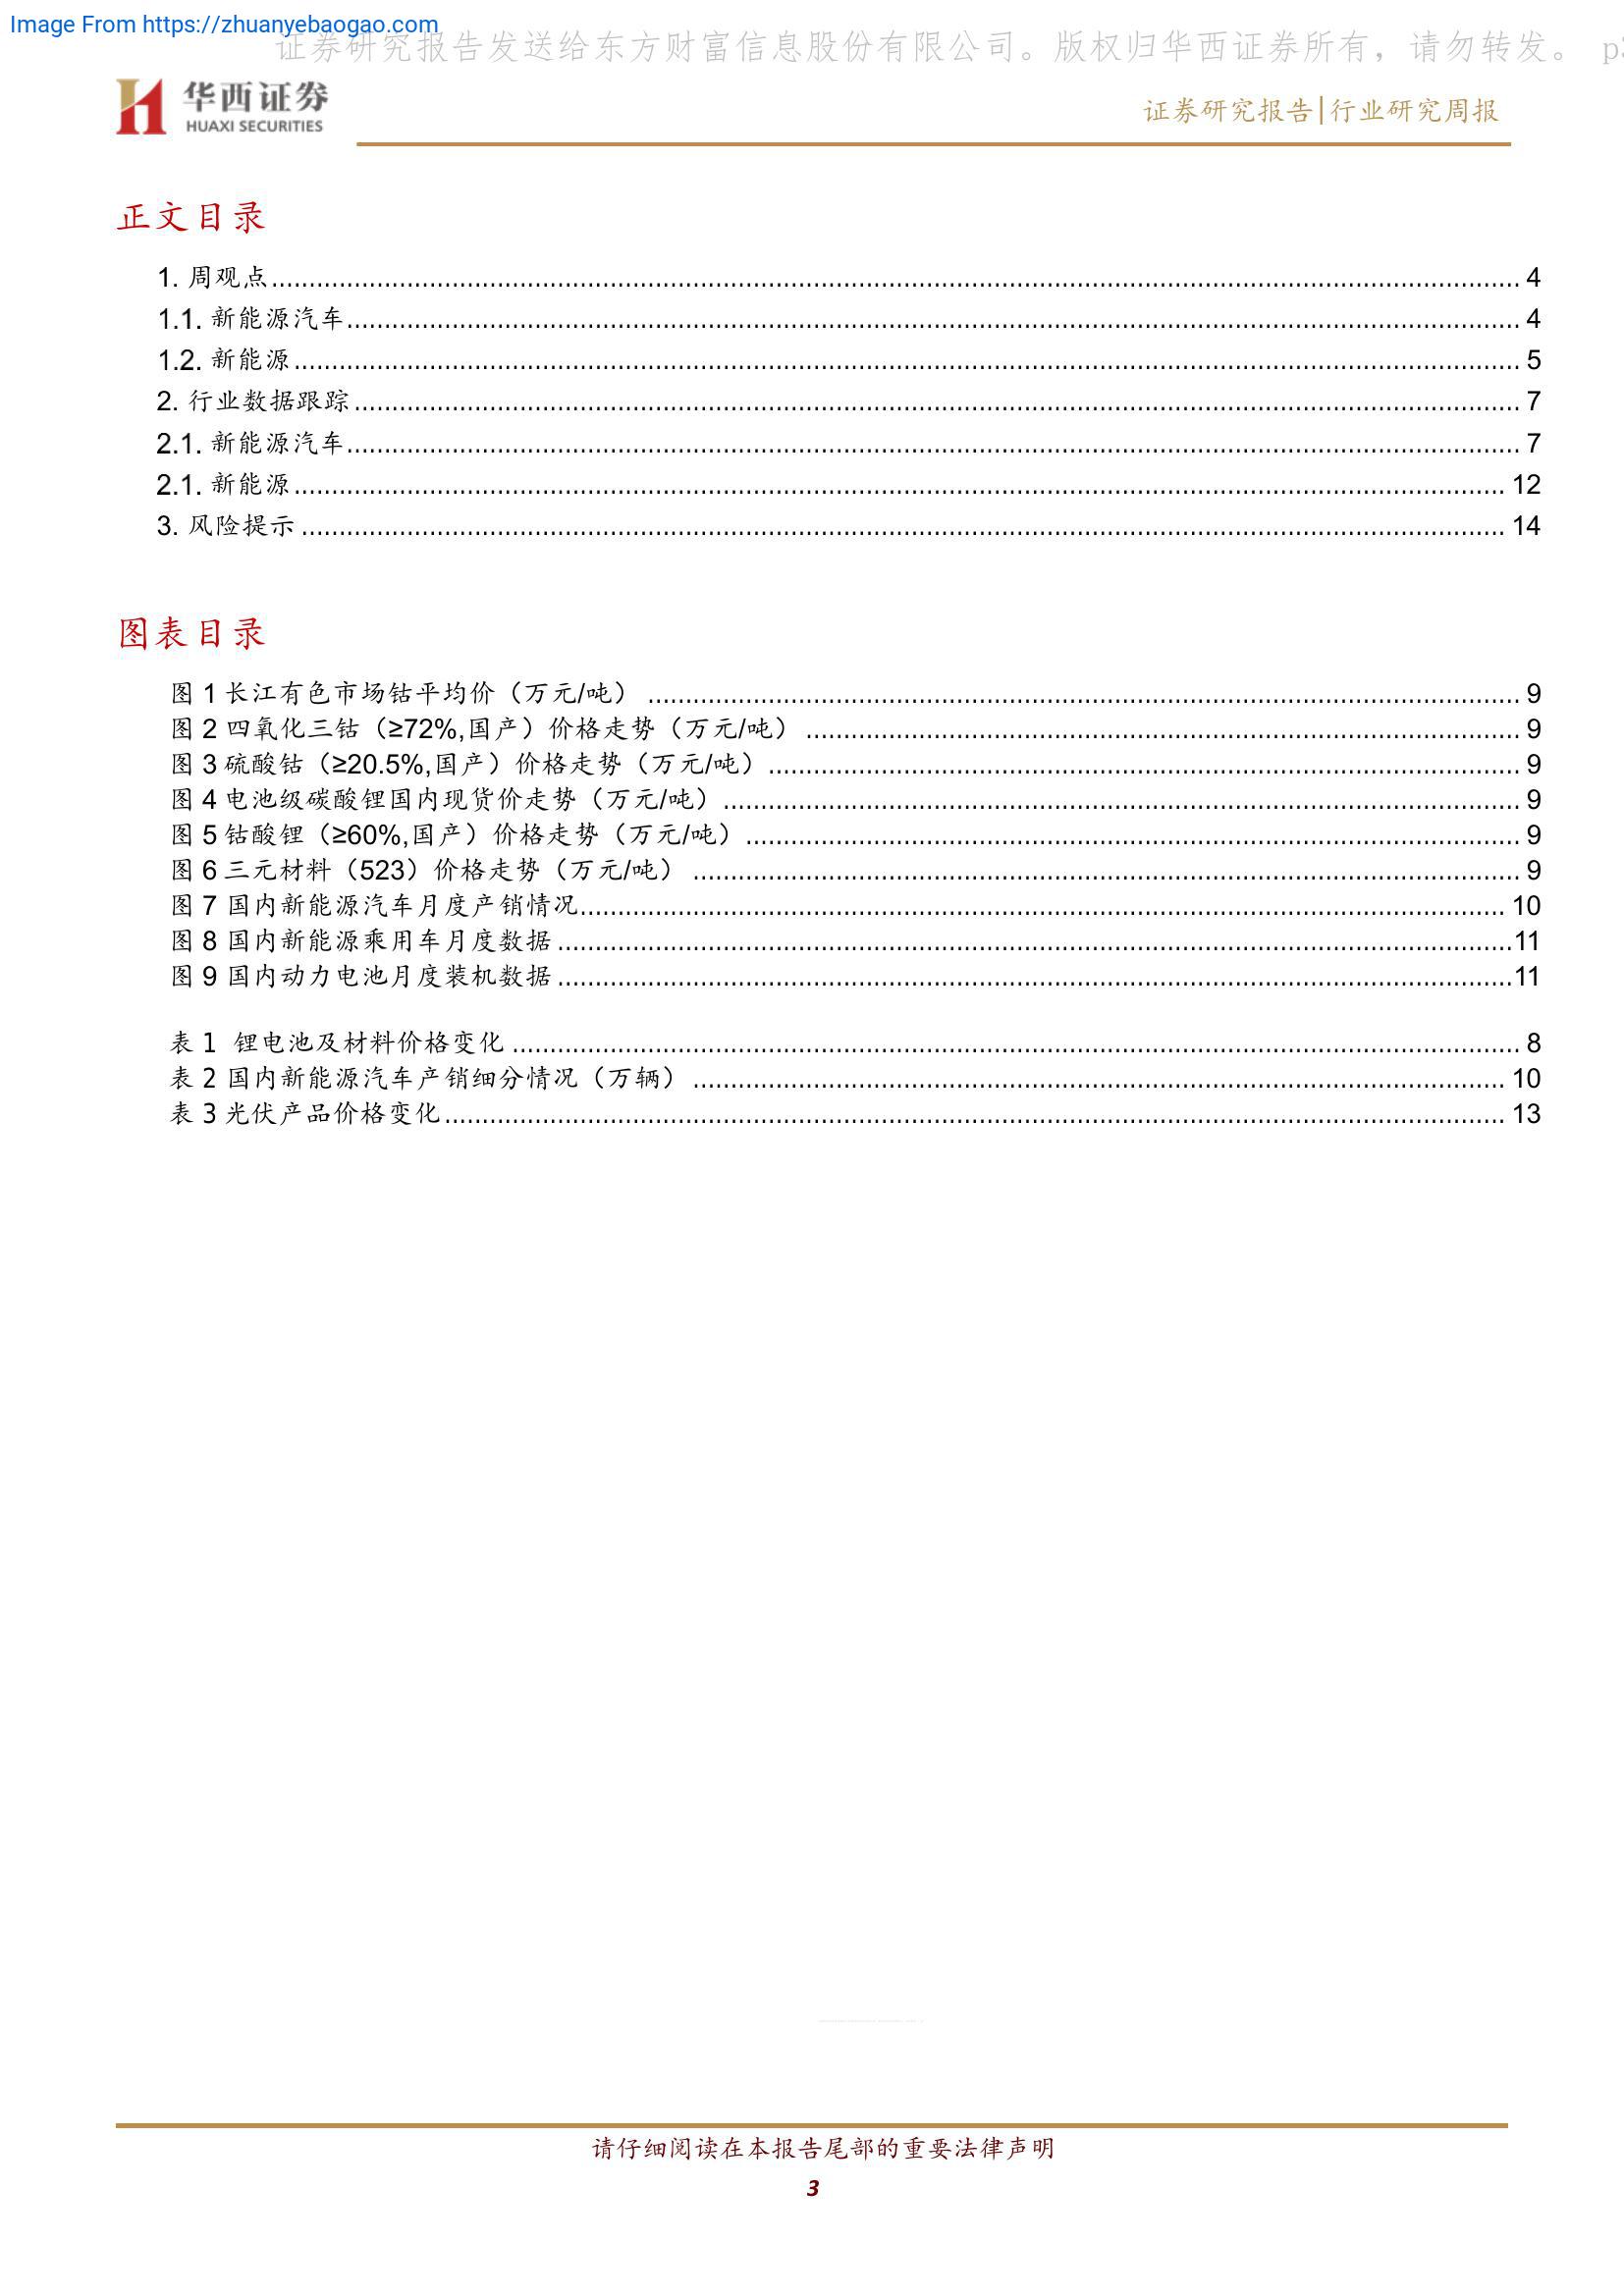 Image From https://zhuanyebaogao.com
证券研究报告发送给东方财富信息股份有限公司。版权归华西证券所有，请勿转发。 p3
华西证券
HUAXI SECURITIES
证券研究报告|行业研究周报
正文目录
1. 周观点 4
1.1. 新能源汽车 4
1.2. 新能源 5
2. 行业数据跟踪 7
2.1. 新能源汽车 7
2.1. 新能源 12
3. 风险提示 14
图表目录
图 1 长江有色市场钴平均价（万元/吨） 9
图 2 四氧化三钴（≥72%,国产）价格走势（万元/吨） 9
图 3 硫酸钴（≥20.5%,国产）价格走势（万元/吨） 9
图 4 电池级碳酸锂国内现货价走势（万元/吨） 9
图 5 钴酸锂（≥60%,国产）价格走势（万元/吨） 9
图 6 三元材料（523）价格走势（万元/吨） 9
图 7 国内新能源汽车月度产销情况 10
图 8 国内新能源乘用车月度数据 11
图 9 国内动力电池月度装机数据 11
表 1 锂电池及材料价格变化 8
表 2 国内新能源汽车产销细分情况（万辆） 10
表 3 光伏产品价格变化 13
请仔细阅读在本报告尾部的重要法律声明
3